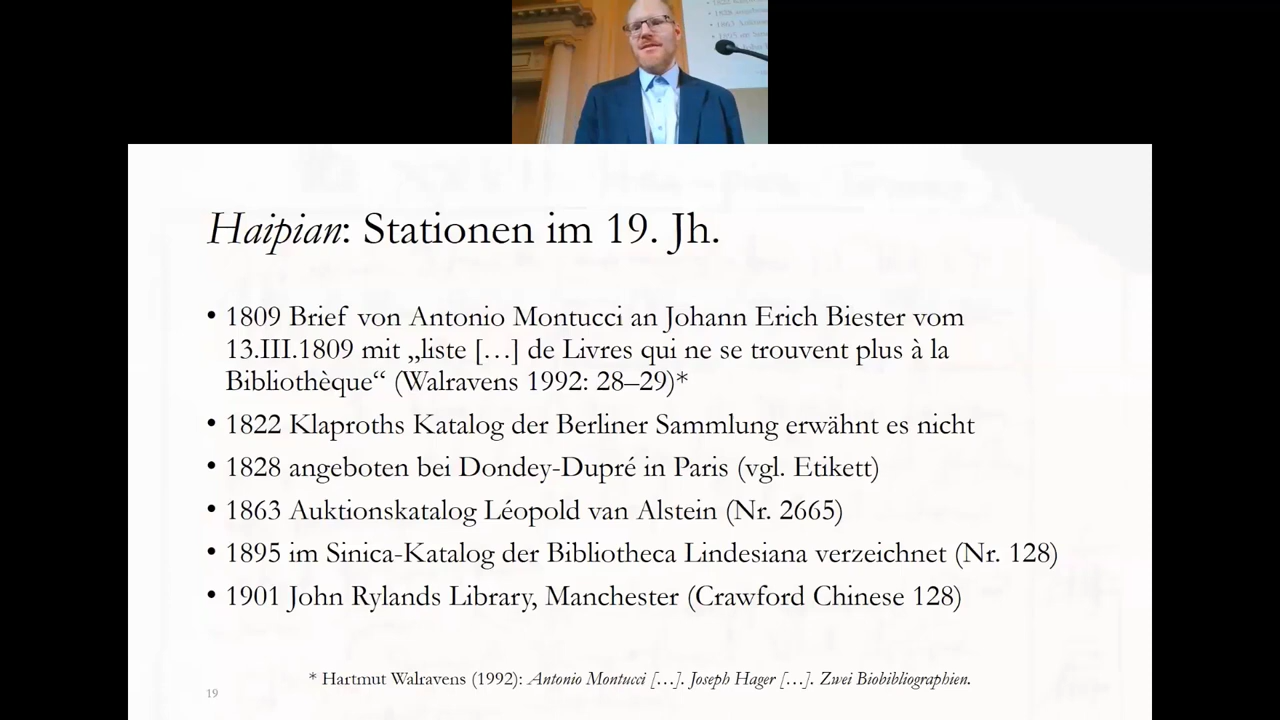 Haipian: Stationen im 19. Jh.
• 1809 Brief von Antonio Montucci an Johann Erich Biester vom
13.III.1809 mit „liste […] de Livres qui ne se trouvent plus à la
Bibliothèque“ (Walravens 1992: 28–29)*
• 1822 Klaproths Katalog der Berliner Sammlung erwähnt es nicht
• 1828 angeboten bei Dondey-Dupré in Paris (vgl. Etikett)
• 1863 Auktionskatalog Léopold van Alstein (Nr. 2665)
• 1895 im Sinica-Katalog der Bibliotheca Lindesiana verzeichnet (Nr. 128)
• 1901 John Rylands Library, Manchester (Crawford Chinese 128)
* Hartmut Walravens (1992): Antonio Montucci […]. Joseph Hager […]. Zwei Biobibliographien.
19